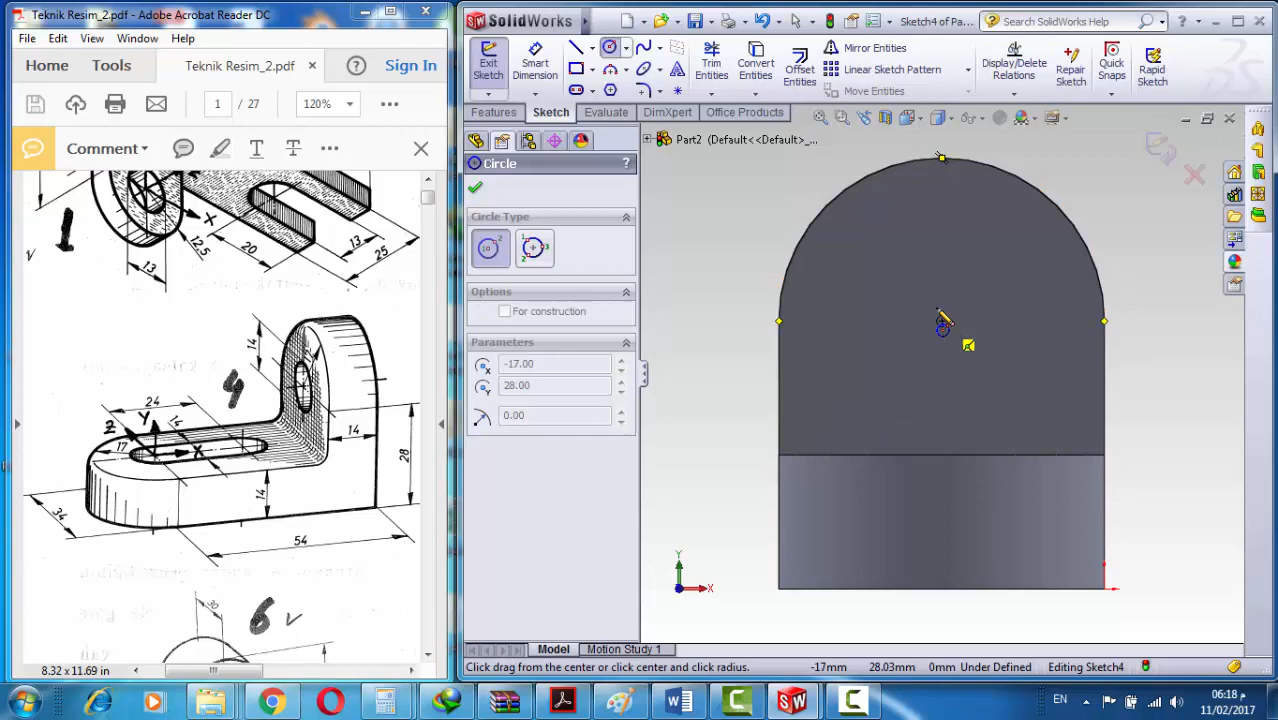 Teknik Resim_2.pdf - Adobe Acrobat Reader DC
File Edit View Window Help
Home Tools Teknik Resim_2.pdf × ? Sign In
1 / 27 120%
Comment
1
X
12,5
20
13
25
13
14
4
24
Y
14
Z
17
X
14
28
14
34
54
30
6
8.32 x 11.69 in
SolidWorks
Sketch4 of Pa...
Search SolidWorks Help
Exit Sketch
Smart Dimension
Trim Entities
Convert Entities
Offset Entities
Mirror Entities
Linear Sketch Pattern
Move Entities
Display/Delete Relations
Repair Sketch
Quick Snaps
Rapid Sketch
Features Sketch Evaluate DimXpert Office Products
Part2 (Default<<Default>_...
Circle ?
Circle Type
Options
For construction
Parameters
-17.00
28.00
0.00
Y
X
Model Motion Study 1
Click drag from the center or click center and click radius. -17mm 28.03mm 0mm Under Defined Editing Sketch4
EN
06:18 م
11/02/2017